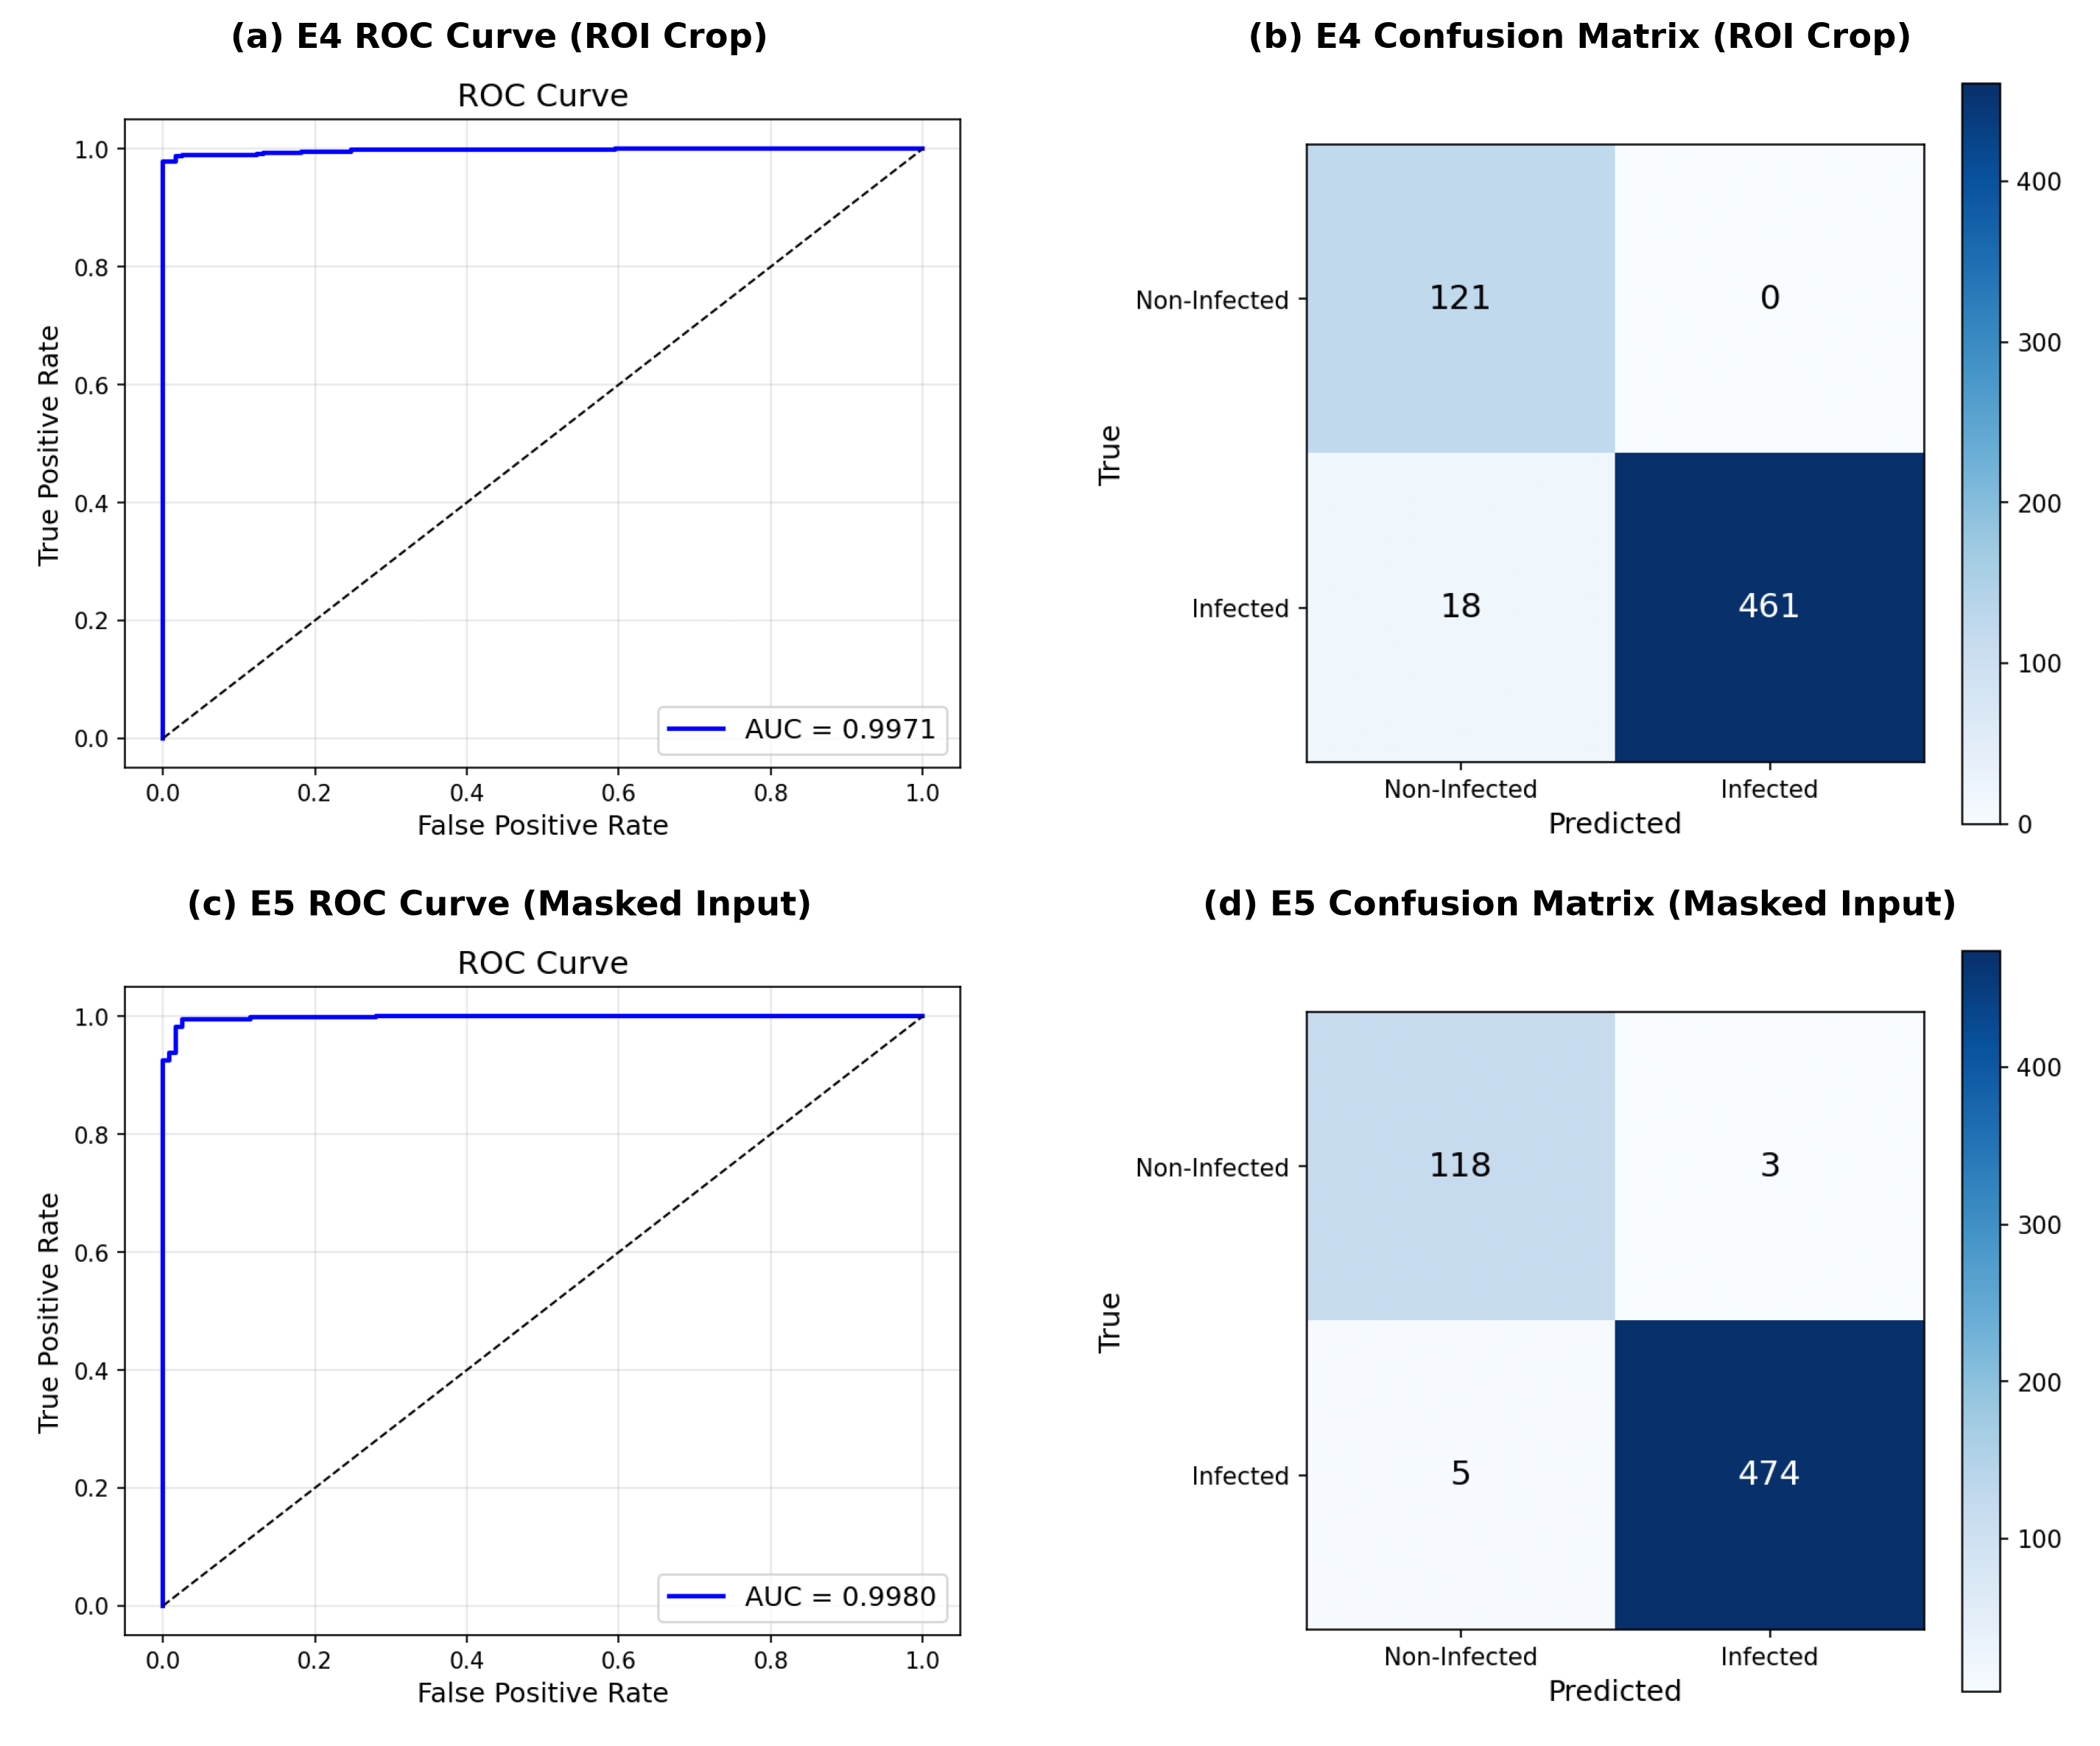 (a) E4 ROC Curve (ROI Crop)
ROC Curve
1.0
0.8
0.6
0.4
0.2
0.0
True Positive Rate
0.0 0.2 0.4 0.6 0.8 1.0
False Positive Rate
AUC = 0.9971
(b) E4 Confusion Matrix (ROI Crop)
Non-Infected
Infected
True
121 0
18 461
Non-Infected Infected
Predicted
400
300
200
100
0
(c) E5 ROC Curve (Masked Input)
ROC Curve
1.0
0.8
0.6
0.4
0.2
0.0
True Positive Rate
0.0 0.2 0.4 0.6 0.8 1.0
False Positive Rate
AUC = 0.9980
(d) E5 Confusion Matrix (Masked Input)
Non-Infected
Infected
True
118 3
5 474
Non-Infected Infected
Predicted
400
300
200
100